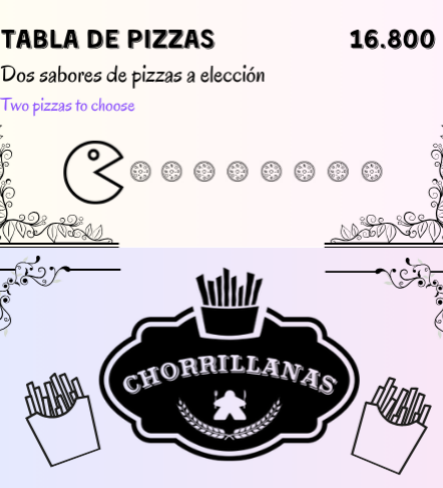 TABLA DE PIZZAS 16.800
Dos sabores de pizzas a elección
Two pizzas to choose
CHORRILLANAS